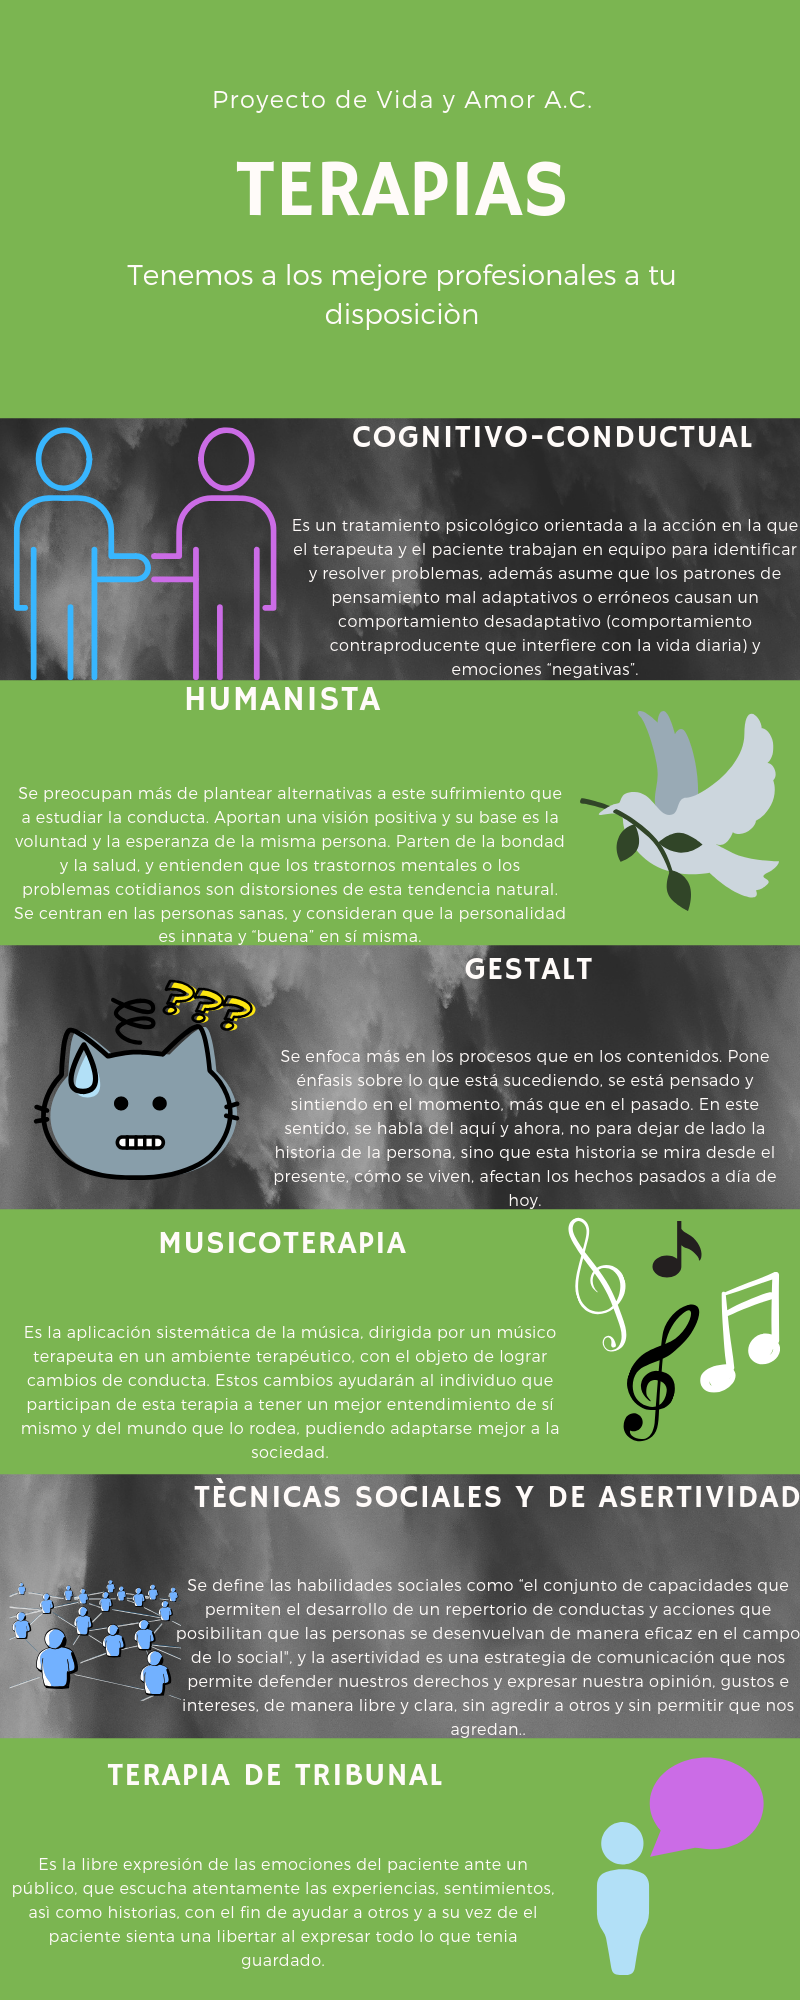 Proyecto de Vida y Amor A.C.
TERAPIAS
Tenemos a los mejore profesionales a tu
disposiciòn
COGNITIVO-CONDUCTUAL
Es un tratamiento psicológico orientada a la acción en la que
el terapeuta y el paciente trabajan en equipo para identificar
y resolver problemas, además asume que los patrones de
pensamiento mal adaptativos o erróneos causan un
comportamiento desadaptativo (comportamiento
contraproducente que interfiere con la vida diaria) y
emociones “negativas”.
HUMANISTA
Se preocupan más de plantear alternativas a este sufrimiento que
a estudiar la conducta. Aportan una visión positiva y su base es la
voluntad y la esperanza de la misma persona. Parten de la bondad
y la salud, y entienden que los trastornos mentales o los
problemas cotidianos son distorsiones de esta tendencia natural.
Se centran en las personas sanas, y consideran que la personalidad
es innata y “buena” en sí misma.
GESTALT
???
Se enfoca más en los procesos que en los contenidos. Pone
énfasis sobre lo que está sucediendo, se está pensado y
sintiendo en el momento, más que en el pasado. En este
sentido, se habla del aquí y ahora, no para dejar de lado la
historia de la persona, sino que esta historia se mira desde el
presente, cómo se viven, afectan los hechos pasados a día de
hoy.
MUSICOTERAPIA
Es la aplicación sistemática de la música, dirigida por un músico
terapeuta en un ambiente terapéutico, con el objeto de lograr
cambios de conducta. Estos cambios ayudarán al individuo que
participan de esta terapia a tener un mejor entendimiento de sí
mismo y del mundo que lo rodea, pudiendo adaptarse mejor a la
sociedad.
TÈCNICAS SOCIALES Y DE ASERTIVIDAD
Se define las habilidades sociales como “el conjunto de capacidades que
permiten el desarrollo de un repertorio de conductas y acciones que
posibilitan que las personas se desenvuelvan de manera eficaz en el campo
de lo social", y la asertividad es una estrategia de comunicación que nos
permite defender nuestros derechos y expresar nuestra opinión, gustos e
intereses, de manera libre y clara, sin agredir a otros y sin permitir que nos
agredan..
TERAPIA DE TRIBUNAL
Es la libre expresión de las emociones del paciente ante un
público, que escucha atentamente las experiencias, sentimientos,
asì como historias, con el fin de ayudar a otros y a su vez de el
paciente sienta una libertar al expresar todo lo que tenia
guardado.